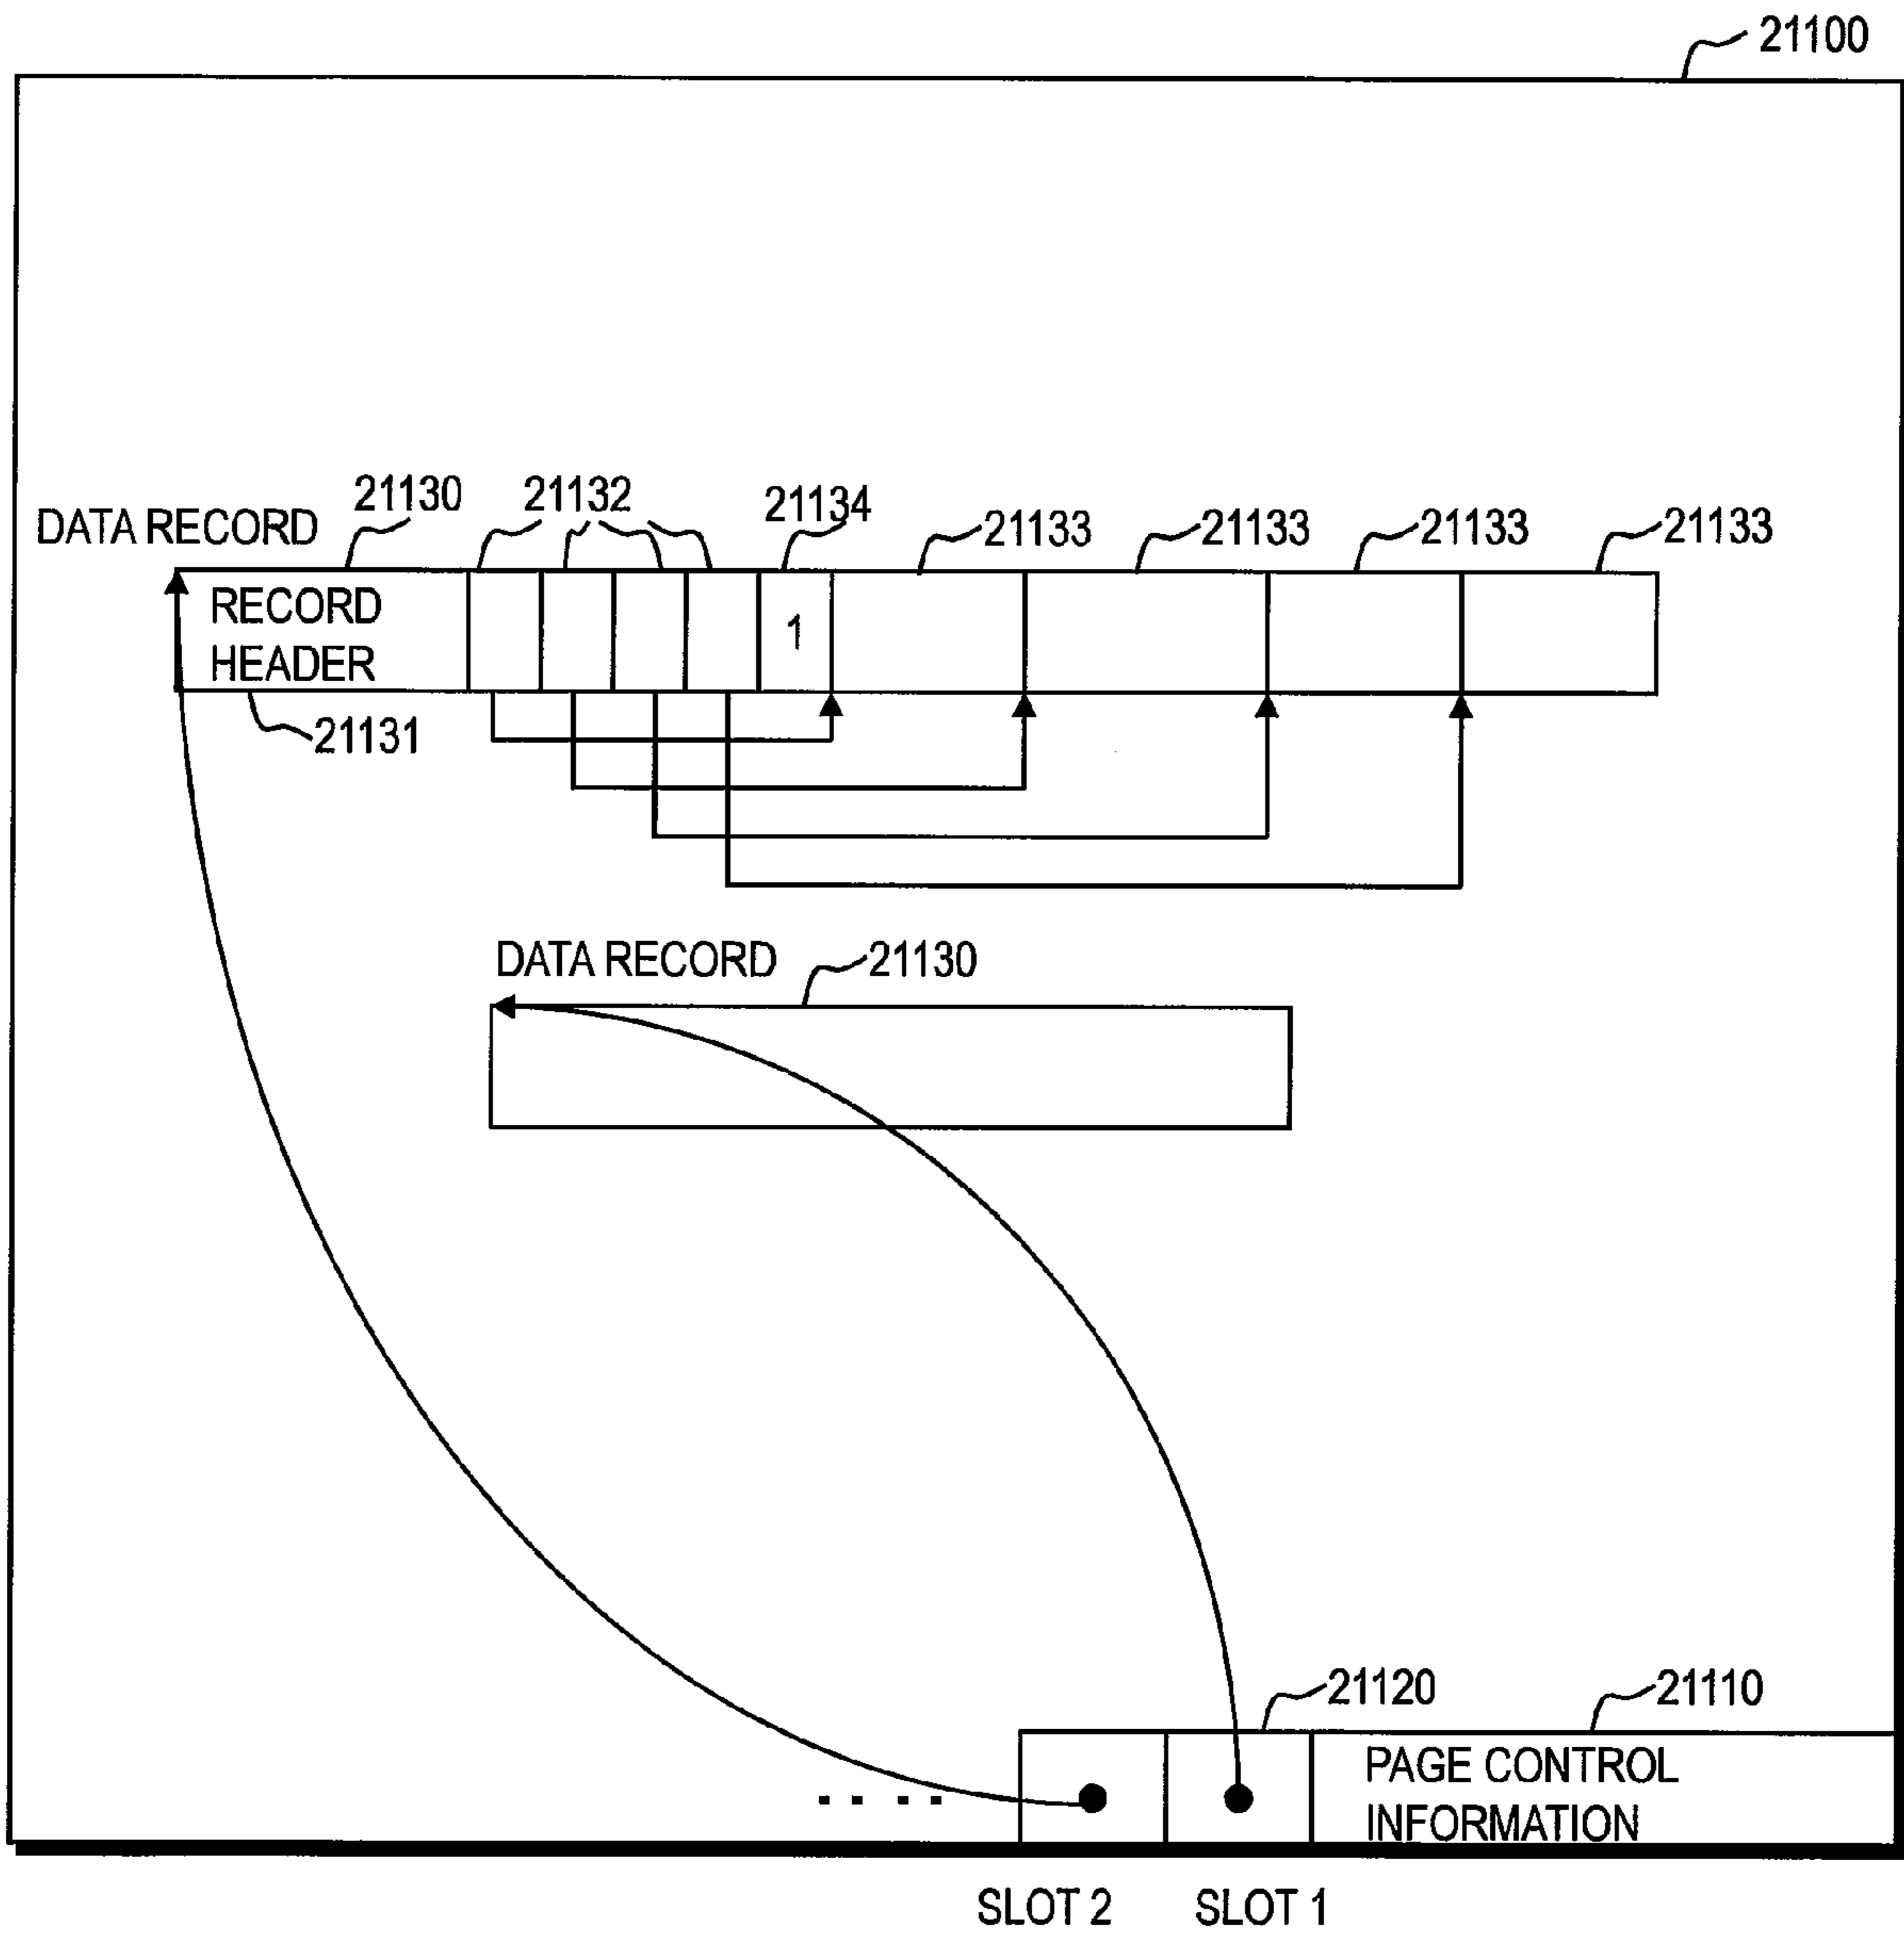 21100
DATA RECORD
21130
21132
21134
21133
21133
21133
21133
RECORD
HEADER
1
21131
DATA RECORD
21130
21120
21110
PAGE CONTROL
INFORMATION
SLOT 2
SLOT 1